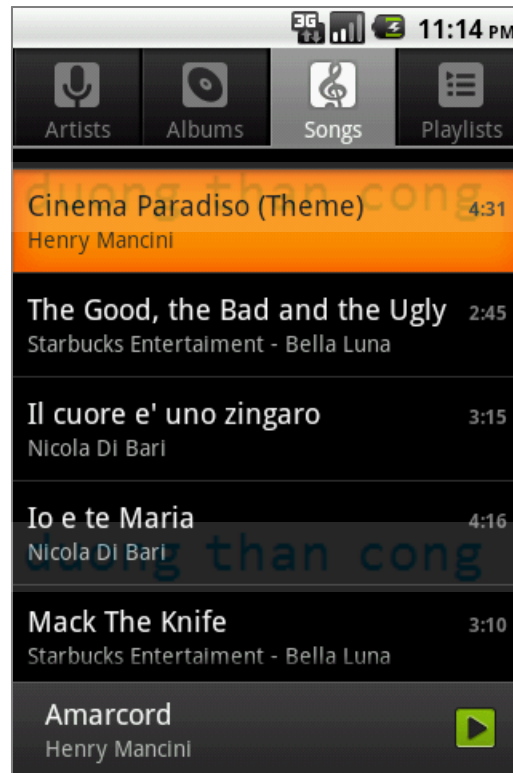 3G 11:14 PM
Artists Albums Songs Playlists
duong than cong
Cinema Paradiso (Theme) 4:31
Henry Mancini
The Good, the Bad and the Ugly 2:45
Starbucks Entertaiment - Bella Luna
Il cuore e' uno zingaro 3:15
Nicola Di Bari
Io e te Maria 4:16
Nicola Di Bari
duong than cong
Mack The Knife 3:10
Starbucks Entertaiment - Bella Luna
Amarcord
Henry Mancini